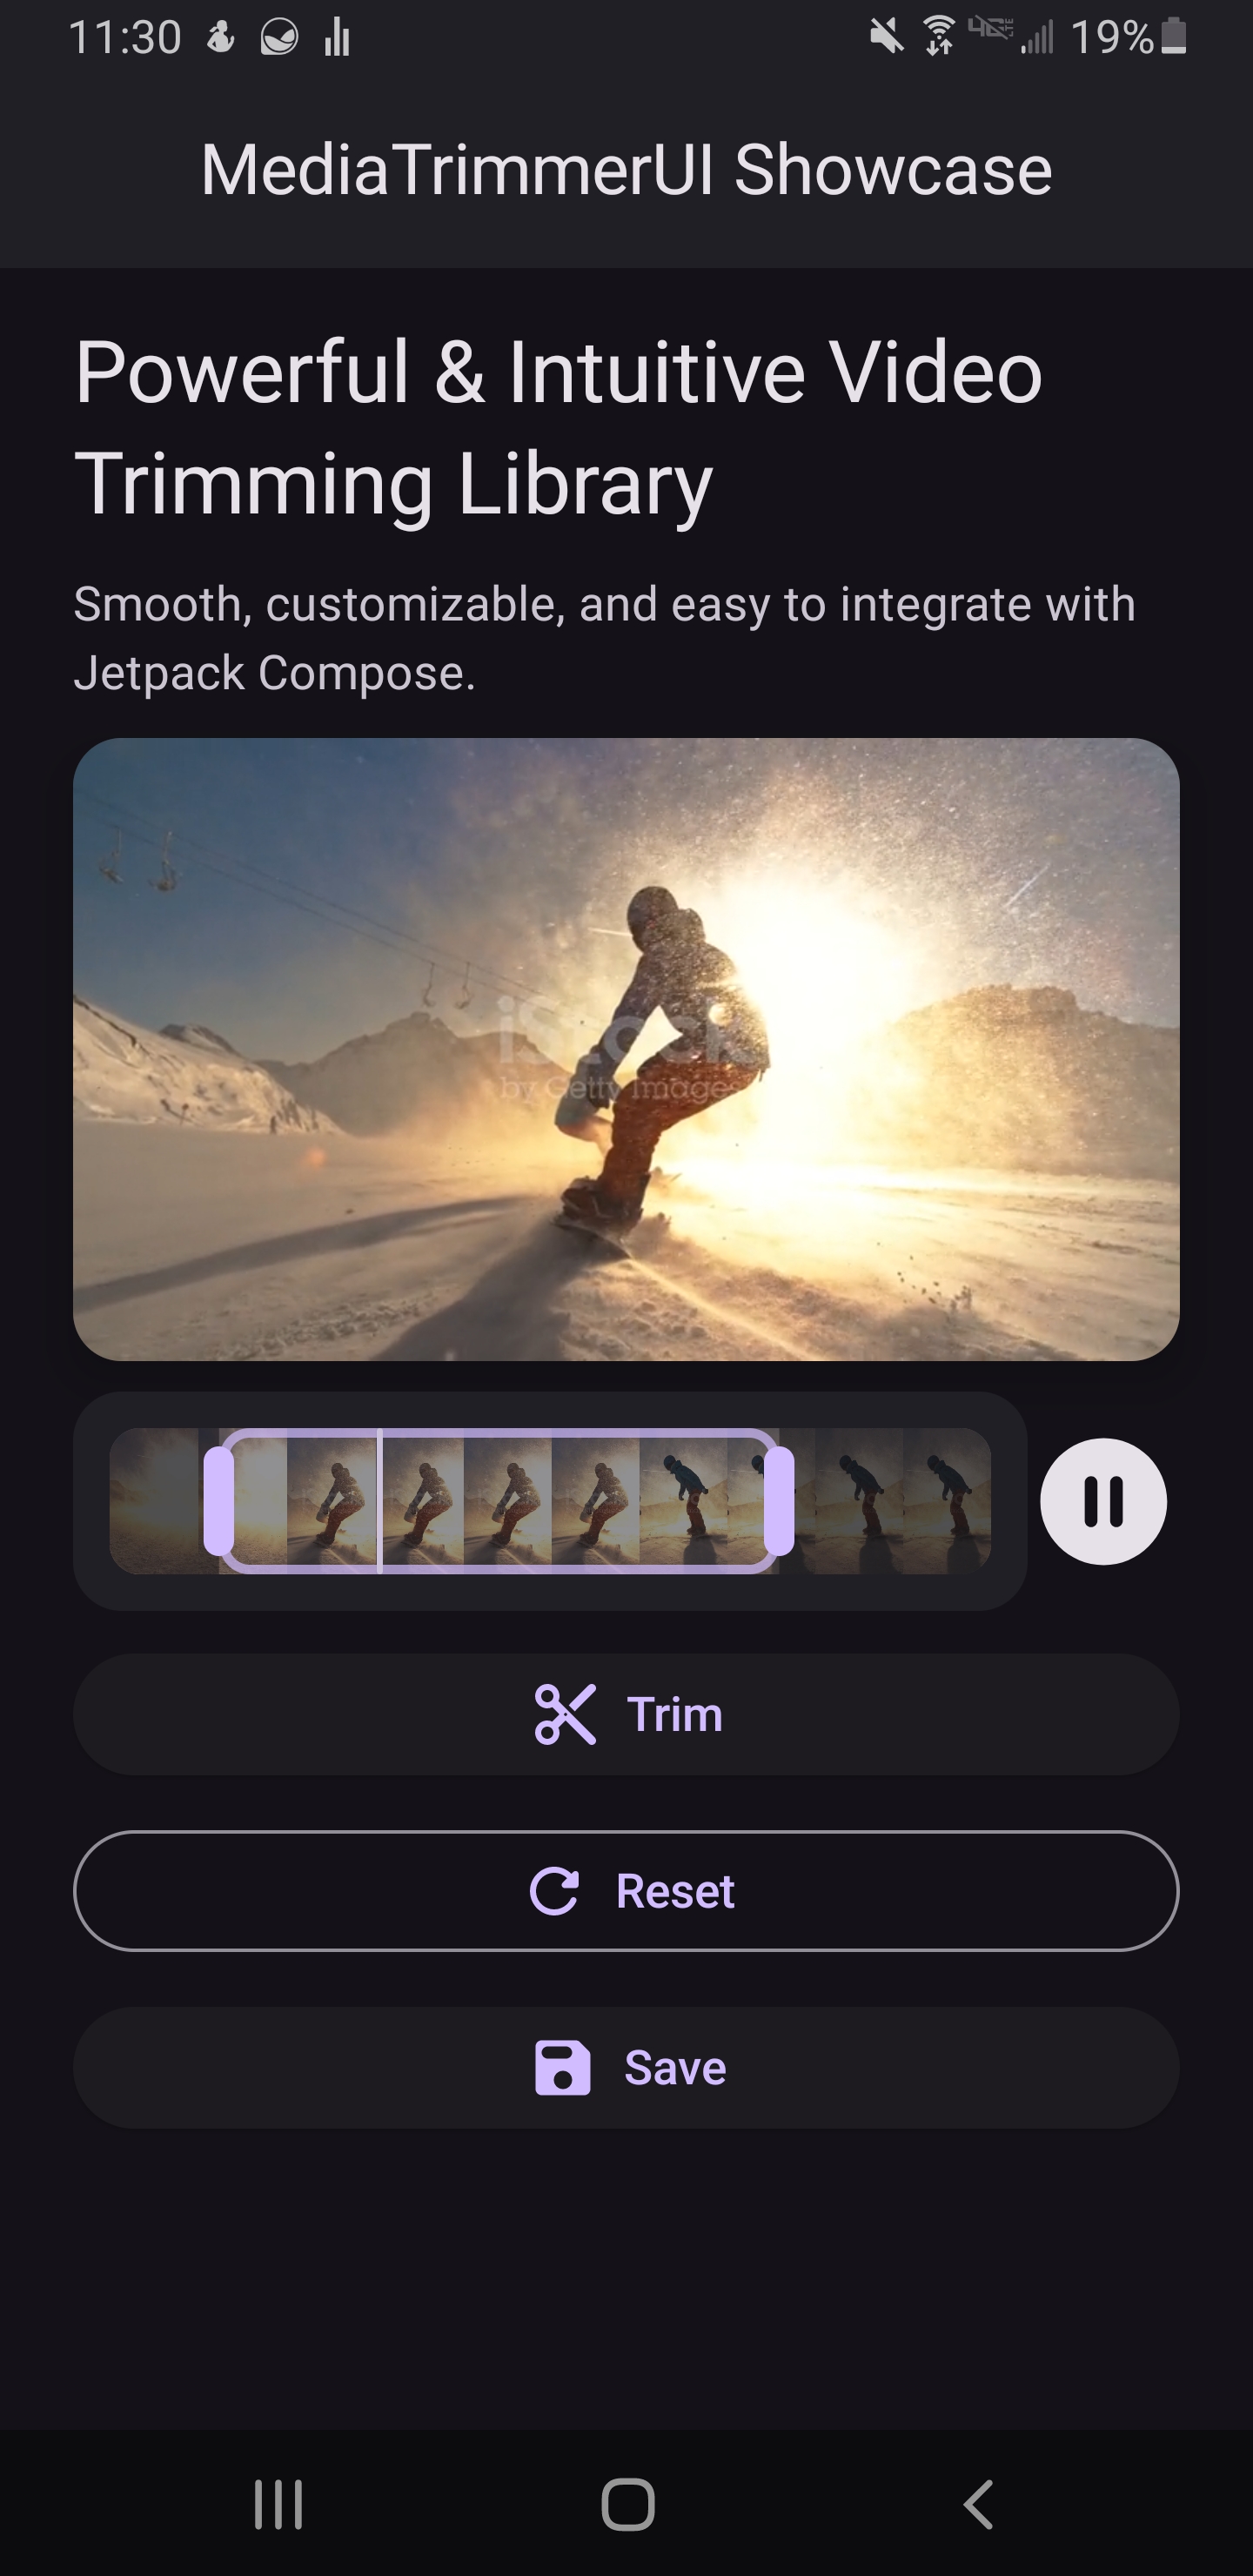 11:30
19%
MediaTrimmerUI Showcase
Powerful & Intuitive Video
Trimming Library
Smooth, customizable, and easy to integrate with
Jetpack Compose.
iStock
by Getty Images
Trim
Reset
Save